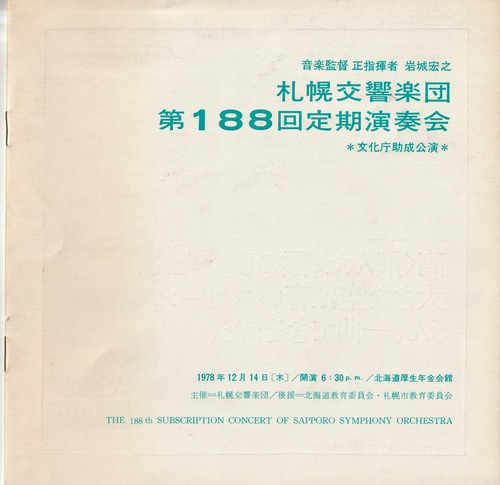 音楽監督 正指揮者 岩城宏之
札幌交響楽団
第188回定期演奏会
＊文化庁助成公演＊
1978年12月14日［木］／開演 6：30 p.m.／北海道厚生年金会館
主催＝札幌交響楽団／後援＝北海道教育委員会・札幌市教育委員会
THE 188 th SUBSCRIPTION CONCERT OF SAPPORO SYMPHONY ORCHESTRA